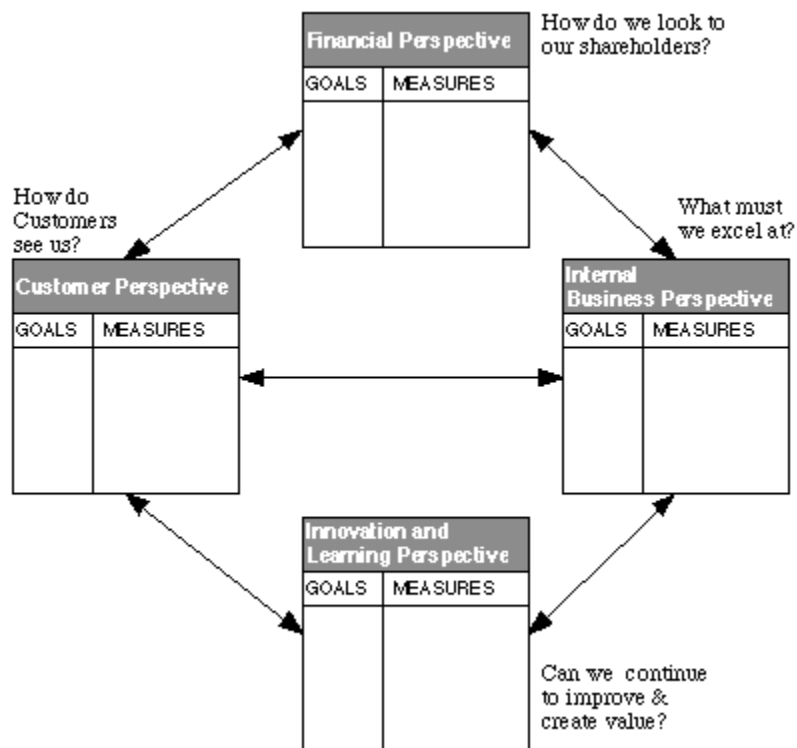 Financial Perspective
How do we look to
our shareholders?
GOALS MEASURES
How do
Customers
see us?
What must
we excel at?
Customer Perspective
GOALS MEASURES
Internal
Business Perspective
GOALS MEASURES
Innovation and
Learning Perspective
GOALS MEASURES
Can we continue
to improve &
create value?